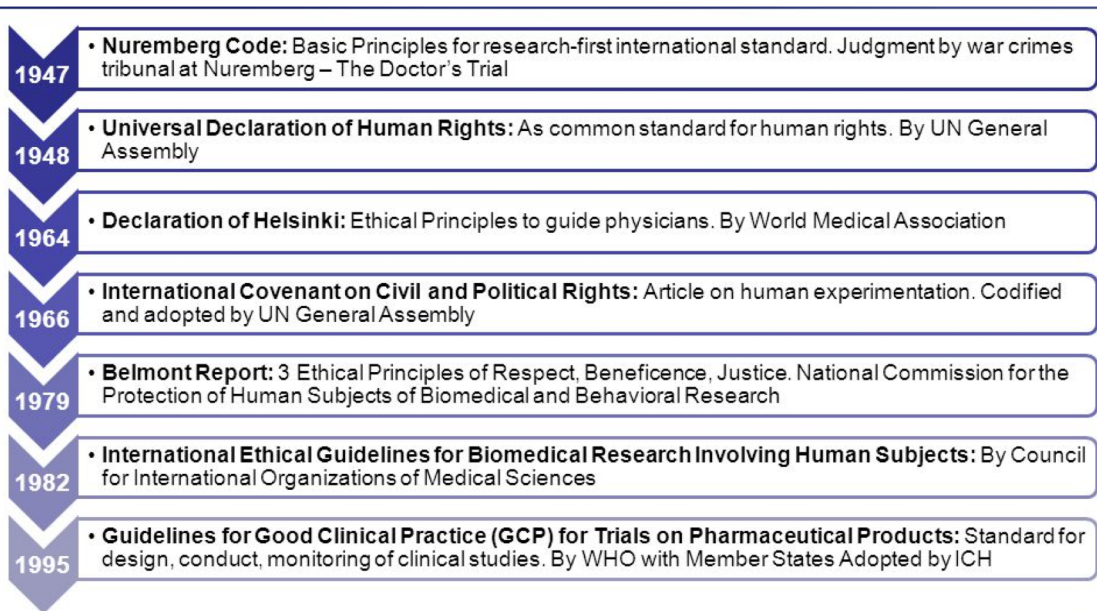 1947
• Nuremberg Code: Basic Principles for research-first international standard. Judgment by war crimes
tribunal at Nuremberg – The Doctor's Trial
1948
• Universal Declaration of Human Rights: As common standard for human rights. By UN General
Assembly
1964
• Declaration of Helsinki: Ethical Principles to guide physicians. By World Medical Association
1966
• International Covenant on Civil and Political Rights: Article on human experimentation. Codified
and adopted by UN General Assembly
1979
• Belmont Report: 3 Ethical Principles of Respect, Beneficence, Justice. National Commission for the
Protection of Human Subjects of Biomedical and Behavioral Research
1982
• International Ethical Guidelines for Biomedical Research Involving Human Subjects: By Council
for International Organizations of Medical Sciences
1995
• Guidelines for Good Clinical Practice (GCP) for Trials on Pharmaceutical Products: Standard for
design, conduct, monitoring of clinical studies. By WHO with Member States Adopted by ICH